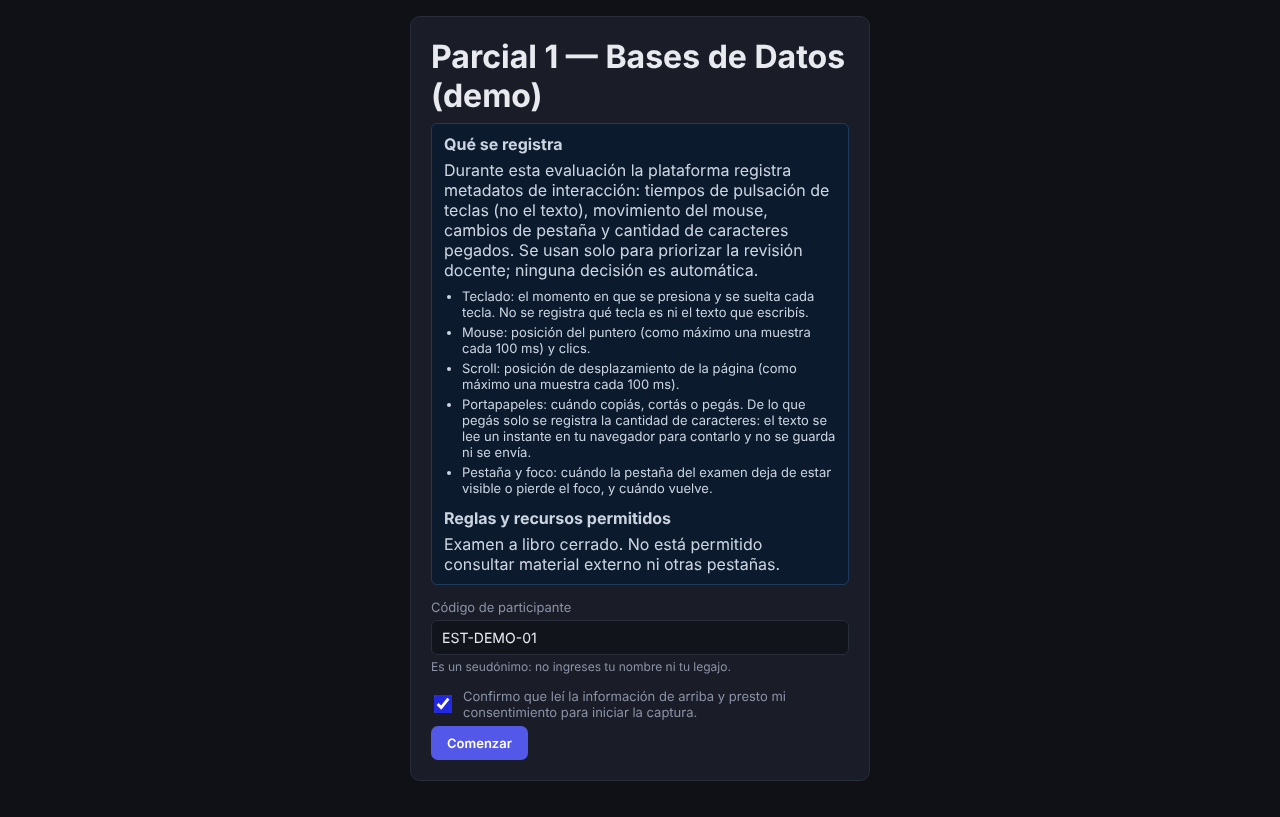 Parcial 1 — Bases de Datos
(demo)
Qué se registra
Durante esta evaluación la plataforma registra
metadatos de interacción: tiempos de pulsación de
teclas (no el texto), movimiento del mouse,
cambios de pestaña y cantidad de caracteres
pegados. Se usan solo para priorizar la revisión
docente; ninguna decisión es automática.
• Teclado: el momento en que se presiona y se suelta cada
tecla. No se registra qué tecla es ni el texto que escribís.
• Mouse: posición del puntero (como máximo una muestra
cada 100 ms) y clics.
• Scroll: posición de desplazamiento de la página (como
máximo una muestra cada 100 ms).
• Portapapeles: cuándo copiás, cortás o pegás. De lo que
pegás solo se registra la cantidad de caracteres: el texto se
lee un instante en tu navegador para contarlo y no se guarda
ni se envía.
• Pestaña y foco: cuándo la pestaña del examen deja de estar
visible o pierde el foco, y cuándo vuelve.
Reglas y recursos permitidos
Examen a libro cerrado. No está permitido
consultar material externo ni otras pestañas.
Código de participante
EST-DEMO-01
Es un seudónimo: no ingreses tu nombre ni tu legajo.
Confirmo que leí la información de arriba y presto mi
consentimiento para iniciar la captura.
Comenzar